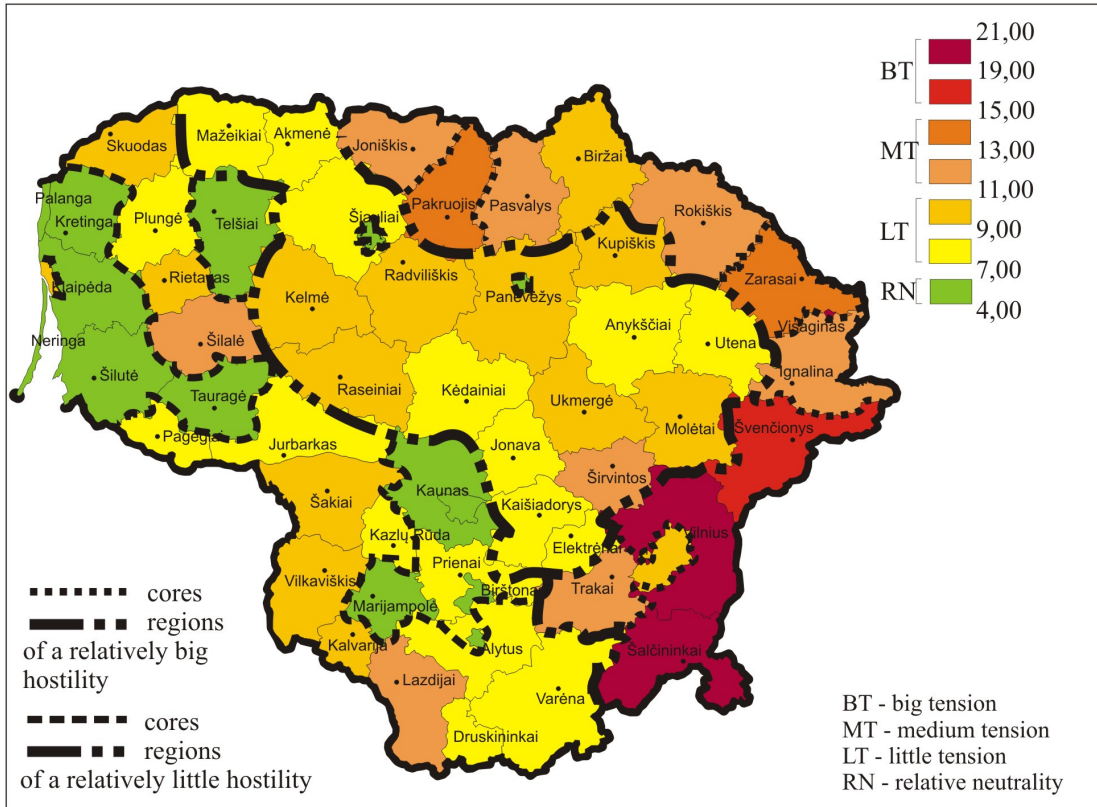 21,00
BT
19,00
15,00
MT
13,00
11,00
LT
9,00
7,00
RN
4,00
Skuodas
Mažeikiai
Akmenė
Joniškis
Biržai
Palanga
Kretinga
Plungė
Telšiai
Šiauliai
Pakruojis
Pasvalys
Rokiškis
Rietavas
Klaipėda
Kelmė
Radviliškis
Panevėžys
Kupiškis
Zarasai
Visaginas
Neringa
Šilalė
Anykščiai
Utena
Ignalina
Šilutė
Tauragė
Raseiniai
Kėdainiai
Ukmergė
Molėtai
Švenčionys
Pagėgiai
Jurbarkas
Jonava
Širvintos
Šakiai
Kaunas
Kaišiadorys
Vilnius
Kazlų Rūda
Elektrėnai
Vilkaviškis
Prienai
Birštonas
Trakai
Marijampolė
Kalvarija
Alytus
Šalčininkai
Lazdijai
Varėna
Druskininkai
cores
regions
of a relatively big
hostility
cores
regions
of a relatively little hostility
BT - big tension
MT - medium tension
LT - little tension
RN - relative neutrality